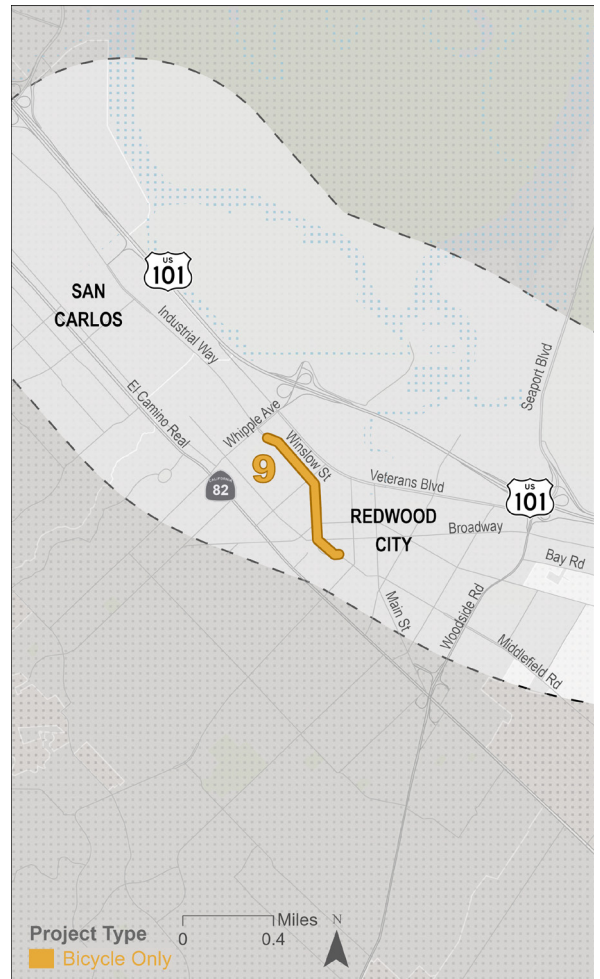 US
101
SAN
CARLOS
Industrial Way
Seaport Blvd
El Camino Real
Whipple Ave
Winslow St
9
CALIFORNIA
82
Veterans Blvd
US
101
REDWOOD
CITY
Broadway
Bay Rd
Main St
Woodside Rd
Middlefield Rd
Project Type
Bicycle Only
Miles
0
0.4
N